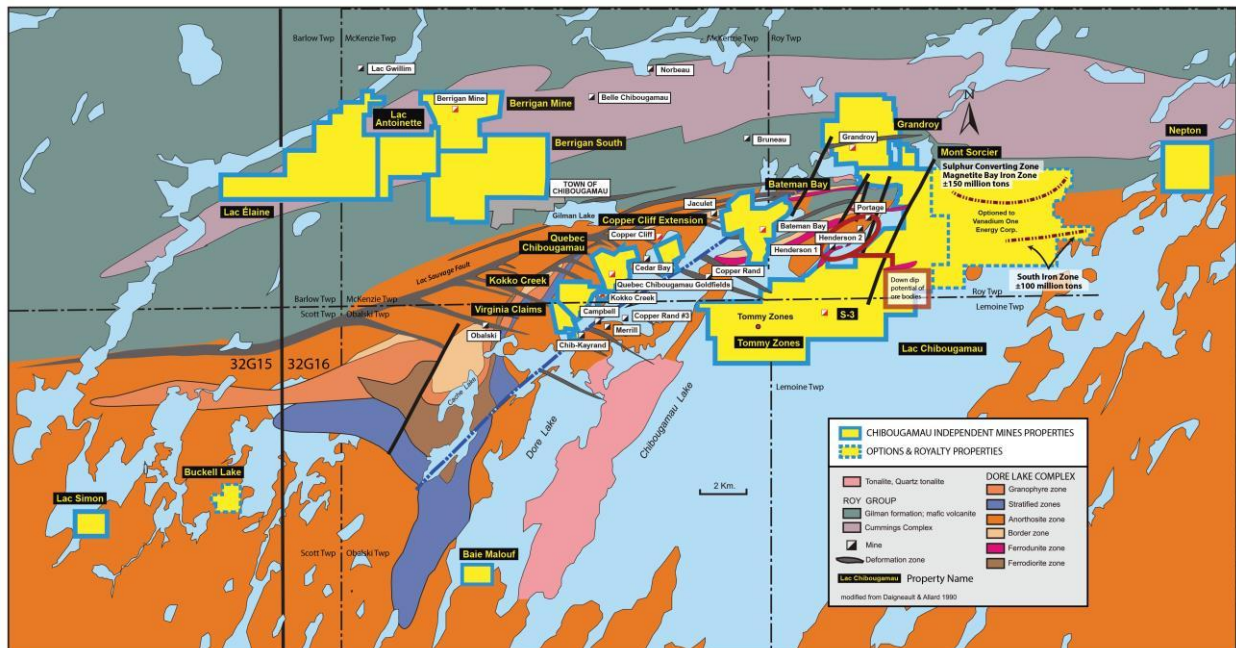 Barlow Twp
McKenzie Twp
McKenzie Twp
Roy Twp
Lac Gwillim
Norbeau
Berrigan Mine
Berrigan Mine
Belle Chibougamau
Lac
Antoinette
Berrigan South
Bruneau
Grandroy
Grandroy
N
Nepton
Mont Sorcier
Sulphur Converting Zone
Magnetite Bay Iron Zone
±150 million tons
TOWN OF
CHIBOUGAMAU
Lac Élaine
Bateman Bay
Jaculet
Gilman Lake
Copper Cliff Extension
Portage
Optioned to
Vanadium One
Energy Corp.
Copper Cliff
Bateman Bay
Henderson 2
Quebec
Chibougamau
Henderson 1
Cedar Bay
Lac Sauvage Fault
Copper Rand
South Iron Zone
±100 million tons
Kokko Creek
Quebec Chibougamau Goldfields
Down dip
potential of
ore bodies
Kokko Creek
Barlow Twp
McKenzie Twp
Roy Twp
Lemoine Twp
Scott Twp
Obalski Twp
Virginia Claims
Campbell
Copper Rand #3
Tommy Zones
S-3
Obalski
Merrill
Chib-Kayrand
Tommy Zones
Lac Chibougamau
32G15
32G16
Cache Lake
Lemoine Twp
Dore Lake
Chibougamau Lake
Buckell Lake
Lac Simon
2 Km.
Scott Twp
Obalski Twp
Baie Malouf
CHIBOUGAMAU INDEPENDENT MINES PROPERTIES
OPTIONS & ROYALTY PROPERTIES
Tonalite, Quartz tonalite
ROY GROUP
Gilman formation; mafic volcanite
Cummings Complex
Mine
Deformation zone
Lac Chibougamau
Property Name
modified from Daigneault & Allard 1990
DORE LAKE COMPLEX
Granophyre zone
Stratified zones
Anorthosite zone
Border zone
Ferrodunite zone
Ferrodiorite zone